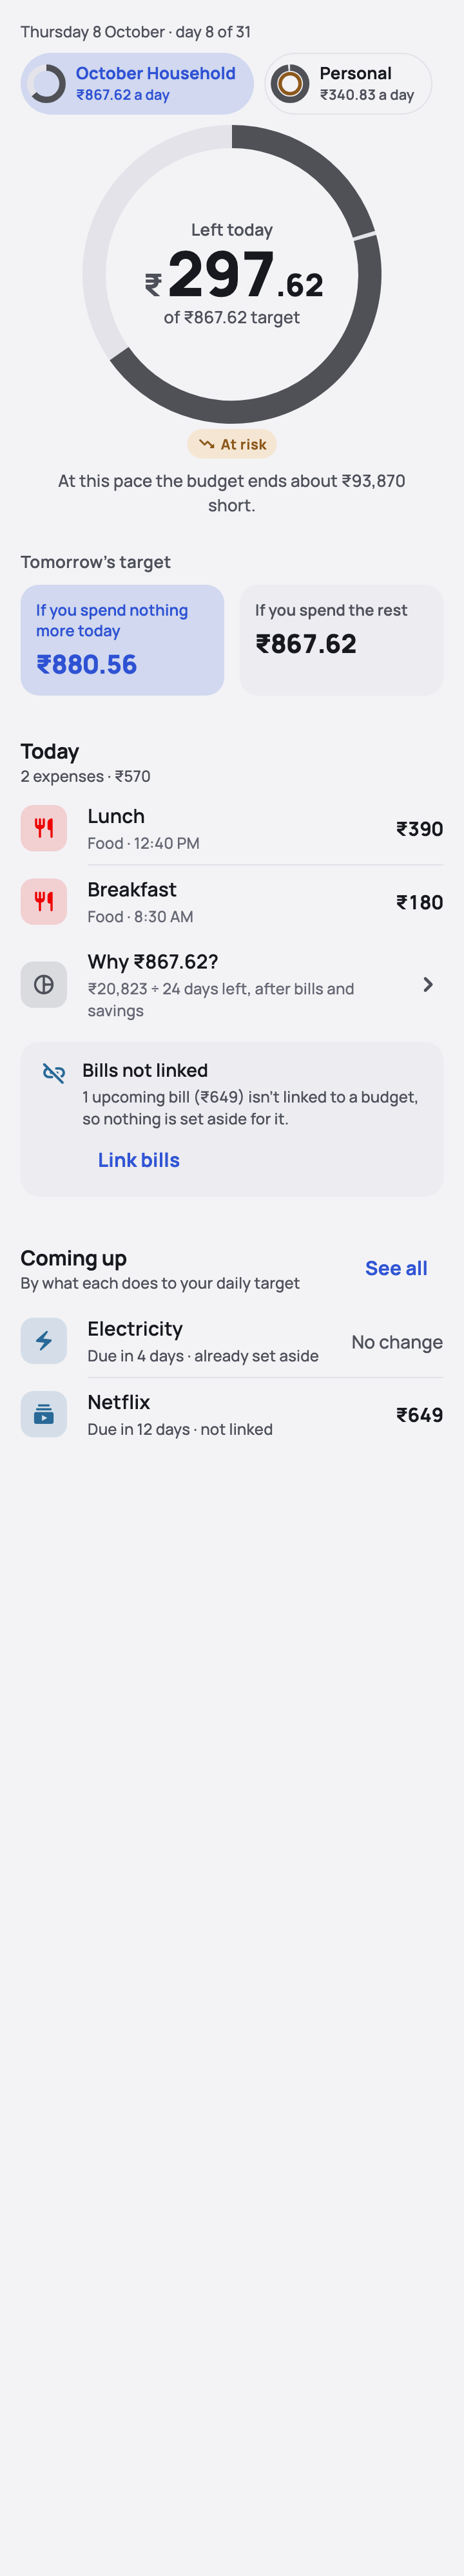 Thursday 8 October · day 8 of 31
October Household
₹867.62 a day
Personal
₹340.83 a day
Left today
₹297.62
of ₹867.62 target
At risk
At this pace the budget ends about ₹93,870
short.
Tomorrow's target
If you spend nothing
more today
₹880.56
If you spend the rest
₹867.62
Today
2 expenses · ₹570
Lunch
Food · 12:40 PM
₹390
Breakfast
Food · 8:30 AM
₹180
Why ₹867.62?
₹20,823 ÷ 24 days left, after bills and
savings
Bills not linked
1 upcoming bill (₹649) isn't linked to a budget,
so nothing is set aside for it.
Link bills
Coming up
By what each does to your daily target
See all
Electricity
Due in 4 days · already set aside
No change
Netflix
Due in 12 days · not linked
₹649